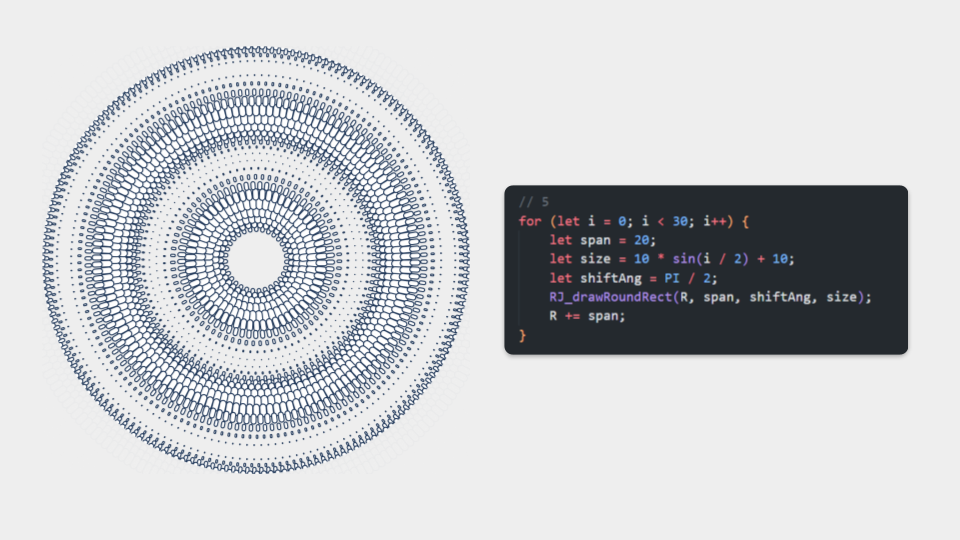 // 5
for (let i = 0; i < 30; i++) {
    let span = 20;
    let size = 10 * sin(i / 2) + 10;
    let shiftAng = PI / 2;
    RJ_drawRoundRect(R, span, shiftAng, size);
    R += span;
}